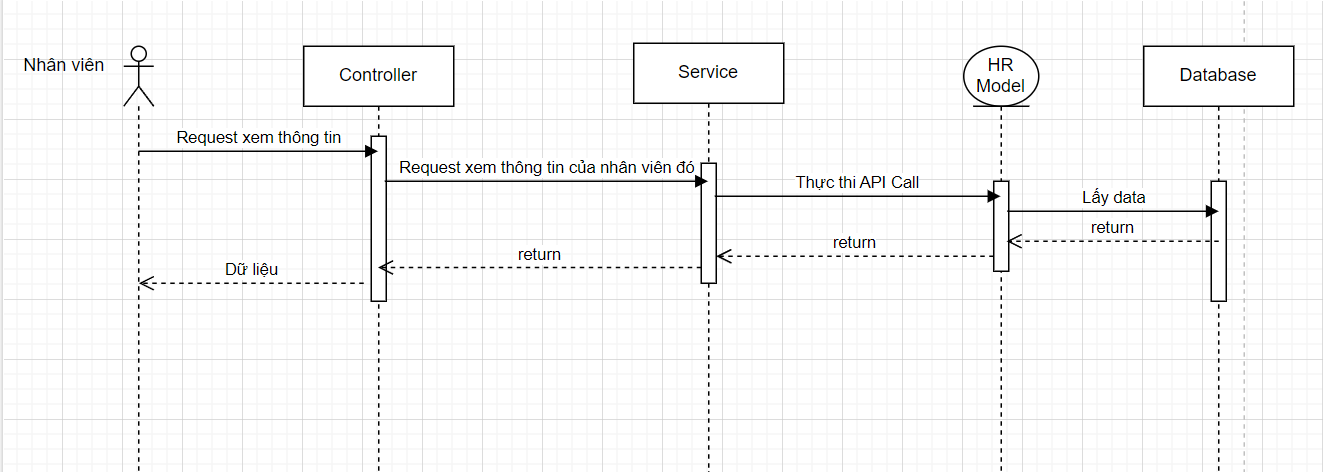 Nhân viên
Controller
Service
HR
Model
Database
Request xem thông tin
Request xem thông tin của nhân viên đó
Thực thi API Call
Lấy data
return
return
return
Dữ liệu